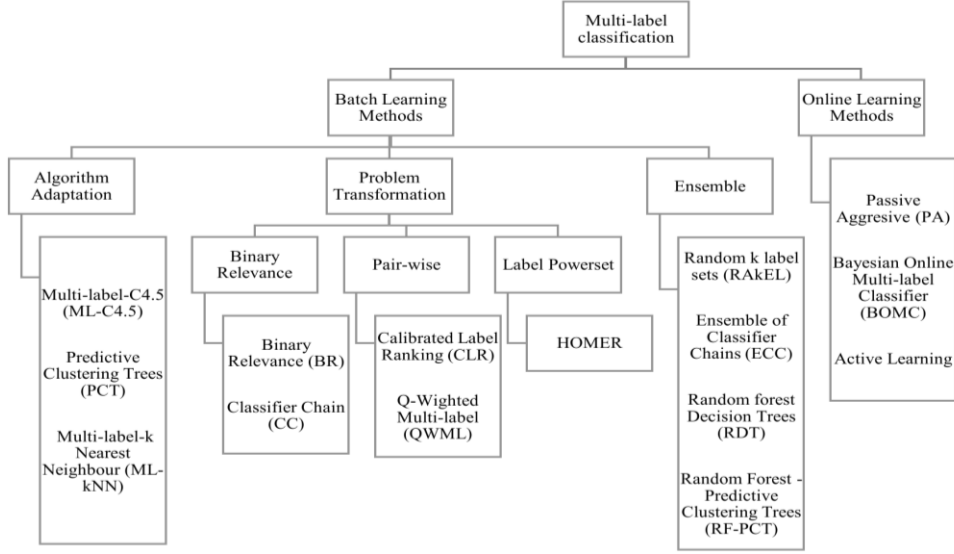 Multi-label
classification
Batch Learning
Methods
Online Learning
Methods
Algorithm
Adaptation
Problem
Transformation
Ensemble
Multi-label-C4.5
(ML-C4.5)
Predictive
Clustering Trees
(PCT)
Multi-label-k
Nearest
Neighbour (ML-
kNN)
Binary
Relevance
Binary
Relevance (BR)
Classifier Chain
(CC)
Pair-wise
Calibrated Label
Ranking (CLR)
Q-Wighted
Multi-label
(QWML)
Label Powerset
HOMER
Random k label
sets (RAkEL)
Ensemble of
Classifier
Chains (ECC)
Random forest
Decision Trees
(RDT)
Random Forest -
Predictive
Clustering Trees
(RF-PCT)
Passive
Aggresive (PA)
Bayesian Online
Multi-label
Classifier
(BOMC)
Active Learning